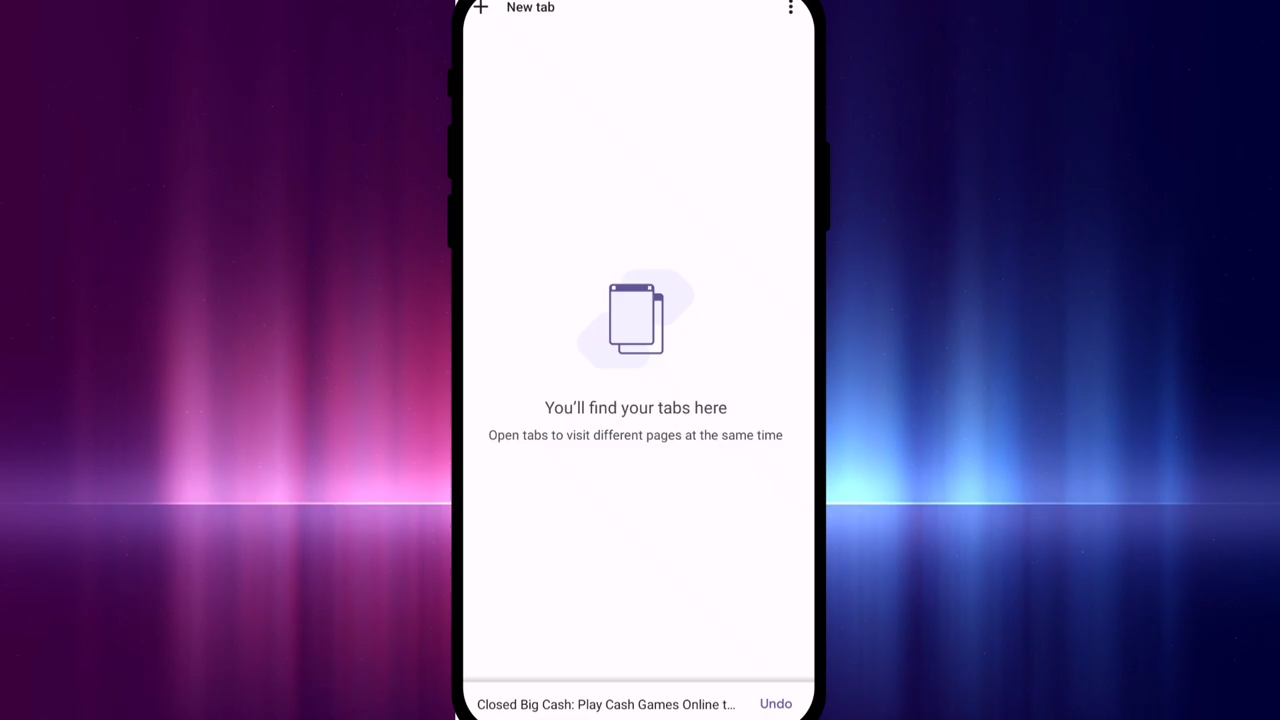 New tab
You’ll find your tabs here
Open tabs to visit different pages at the same time
Closed Big Cash: Play Cash Games Online t... Undo